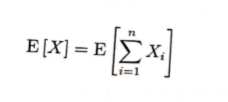 E[X] = E[∑_{i=1}^{n} X_i]